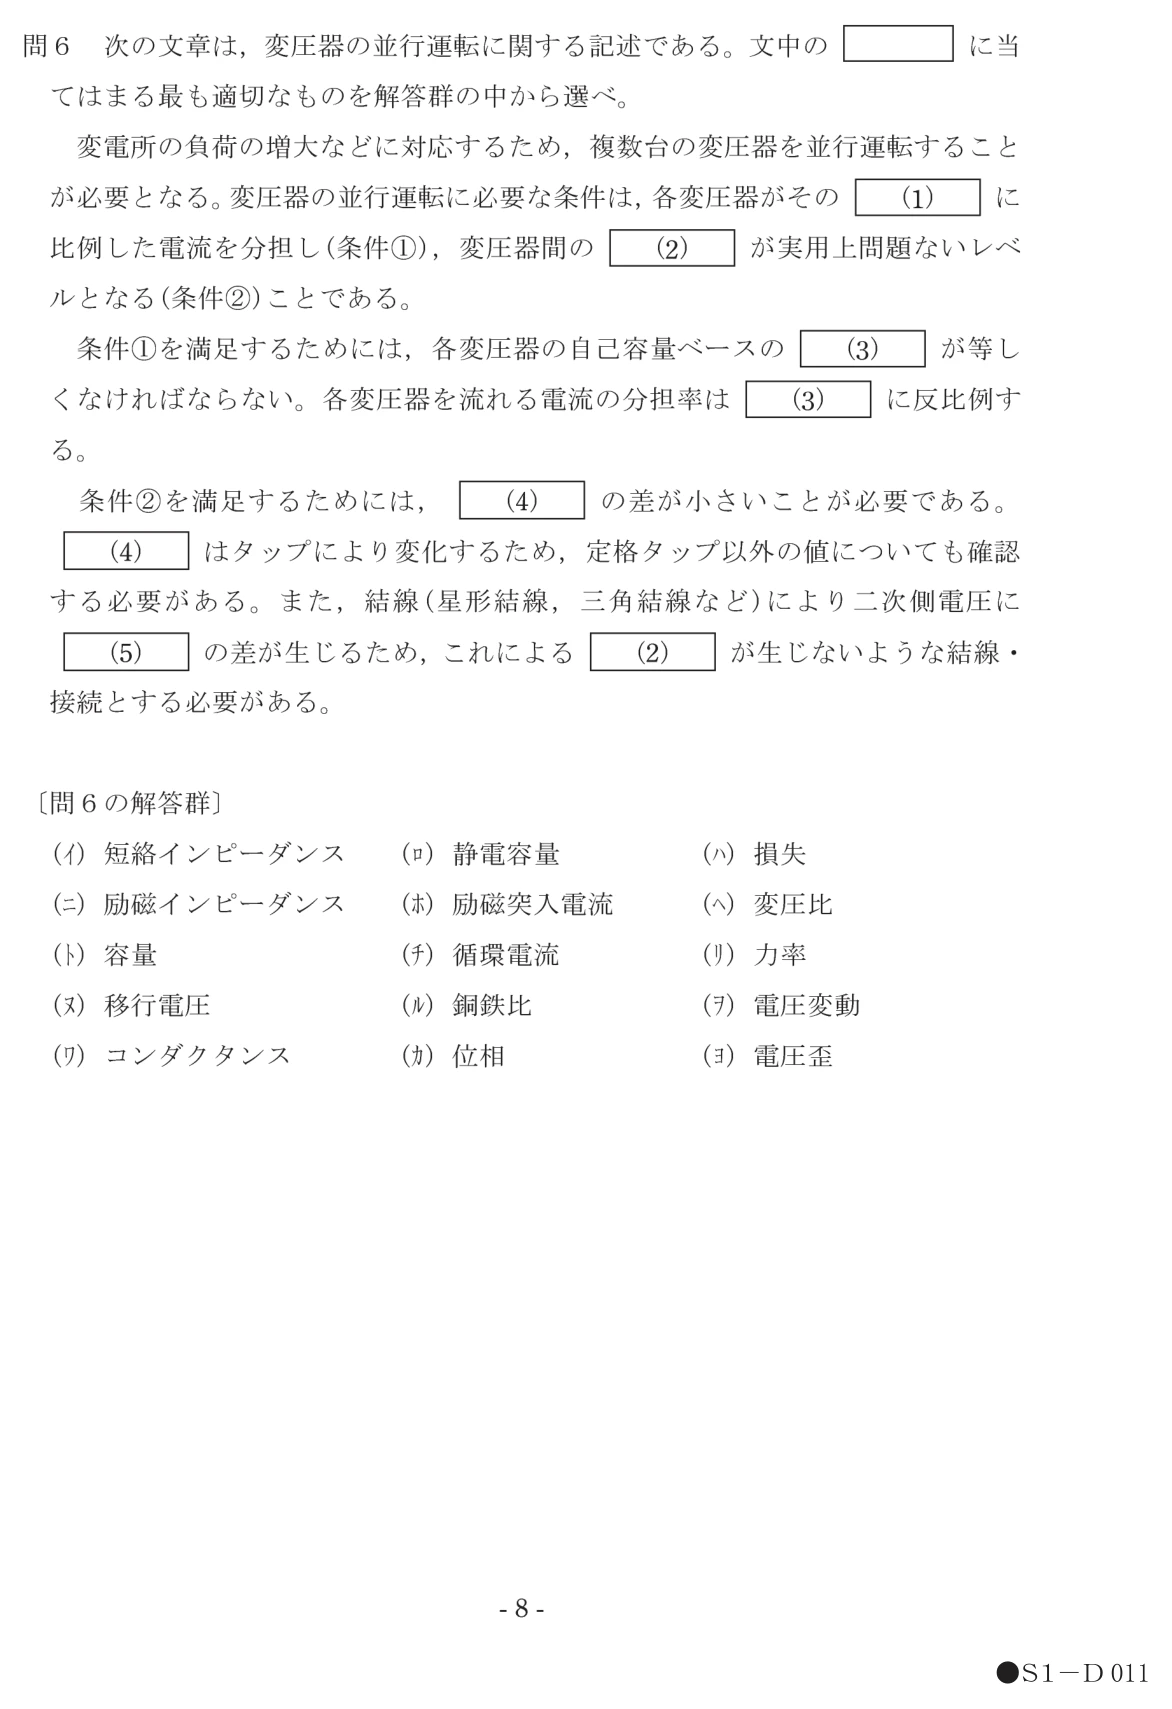 問６　次の文章は，変圧器の並行運転に関する記述である。文中の　　　　に当
てはまる最も適切なものを解答群の中から選べ。
変電所の負荷の増大などに対応するため，複数台の変圧器を並行運転すること
が必要となる。変圧器の並行運転に必要な条件は，各変圧器がその (1) に
比例した電流を分担し(条件①)，変圧器間の (2) が実用上問題ないレベ
ルとなる(条件②)ことである。
条件①を満足するためには，各変圧器の自己容量ベースの (3) が等し
くなければならない。各変圧器を流れる電流の分担率は (3) に反比例す
る。
条件②を満足するためには， (4) の差が小さいことが必要である。
(4) はタップにより変化するため，定格タップ以外の値についても確認
する必要がある。また，結線(星形結線，三角結線など)により二次側電圧に
(5) の差が生じるため，これによる (2) が生じないような結線・
接続とする必要がある。
〔問６の解答群〕
(ｲ) 短絡インピーダンス (ﾛ) 静電容量 (ﾊ) 損失
(ﾆ) 励磁インピーダンス (ﾎ) 励磁突入電流 (ﾍ) 変圧比
(ﾄ) 容量 (ﾁ) 循環電流 (ﾘ) 力率
(ﾇ) 移行電圧 (ﾙ) 銅鉄比 (ｦ) 電圧変動
(ﾜ) コンダクタンス (ｶ) 位相 (ﾖ) 電圧歪
- 8 -
●S1－D 011